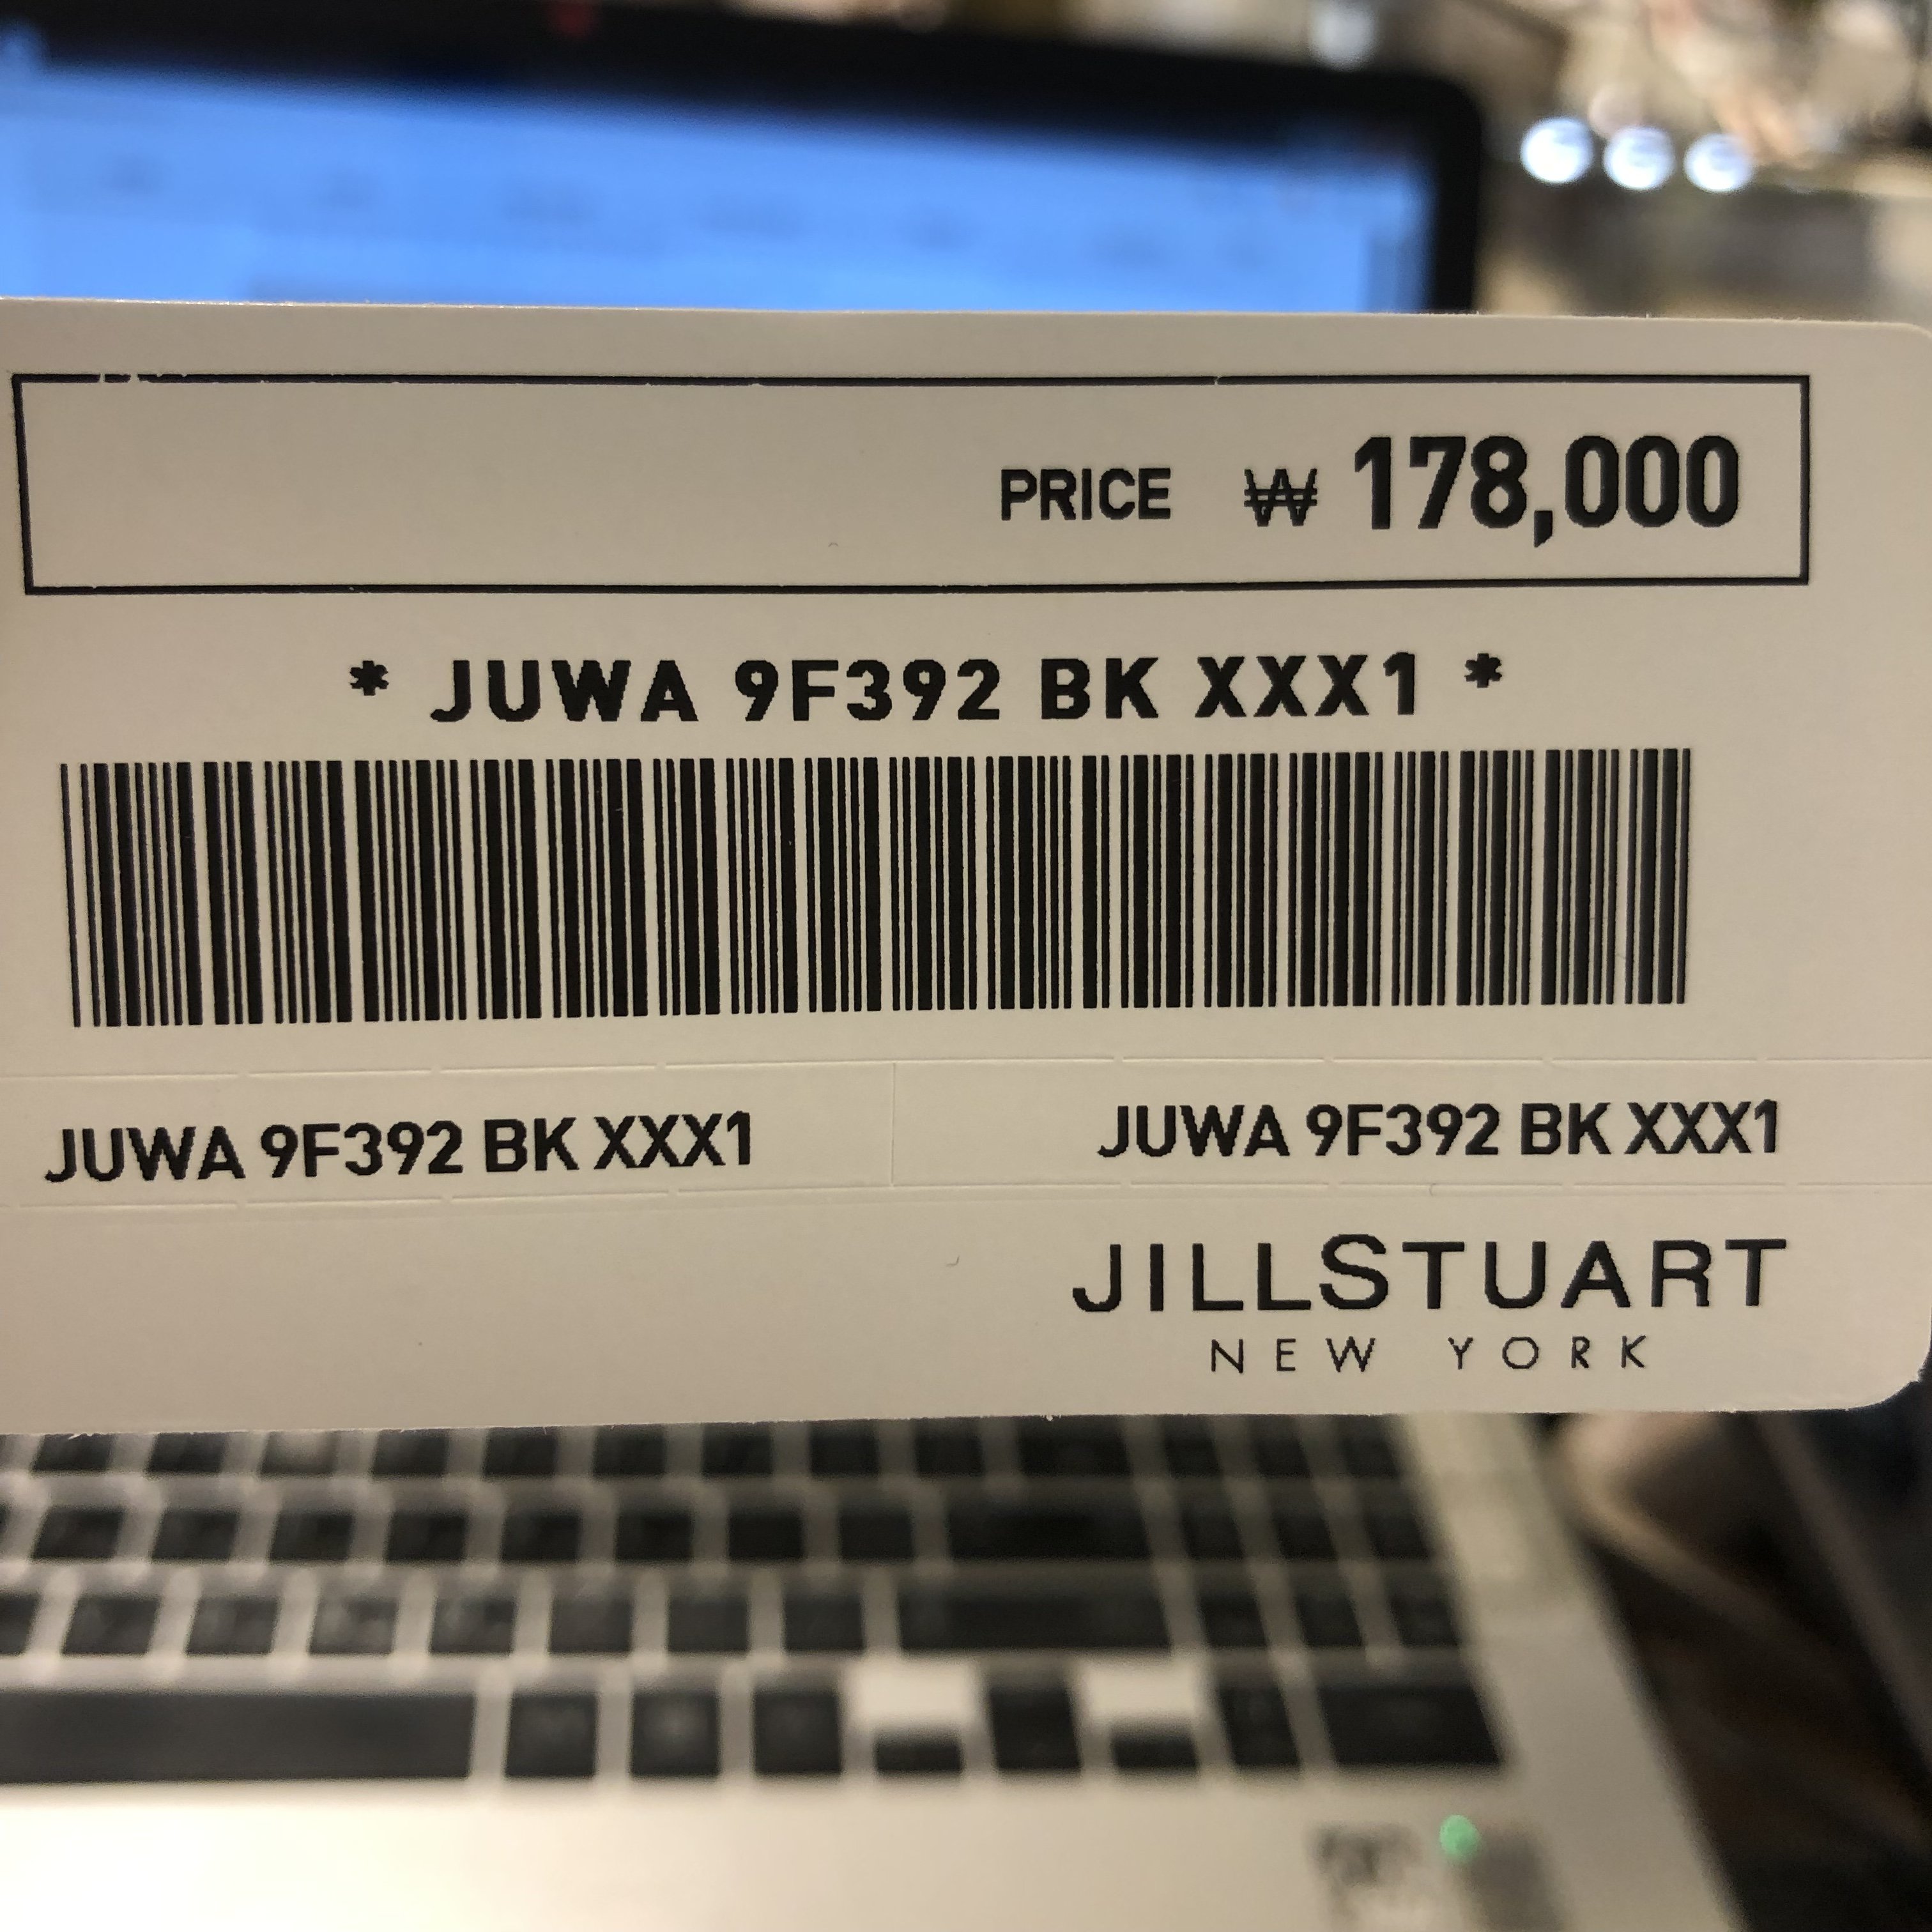 PRICE ₩ 178,000
* JUWA 9F392 BK XXX1 *
JUWA 9F392 BK XXX1 JUWA 9F392 BK XXX1
JILLSTUART
NEW YORK